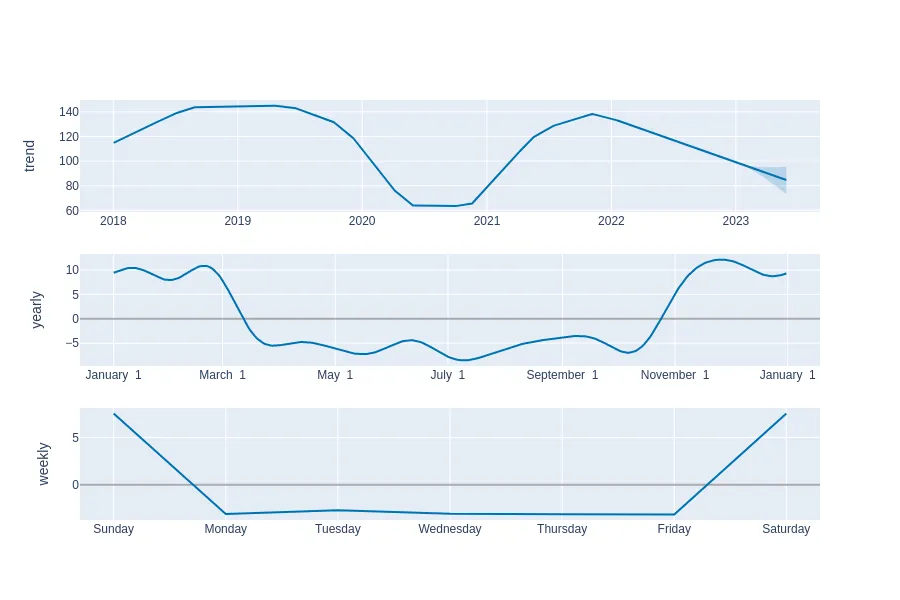 trend
140
120
100
80
60
2018 2019 2020 2021 2022 2023
yearly
10
5
0
−5
January 1 March 1 May 1 July 1 September 1 November 1 January 1
weekly
5
0
Sunday Monday Tuesday Wednesday Thursday Friday Saturday